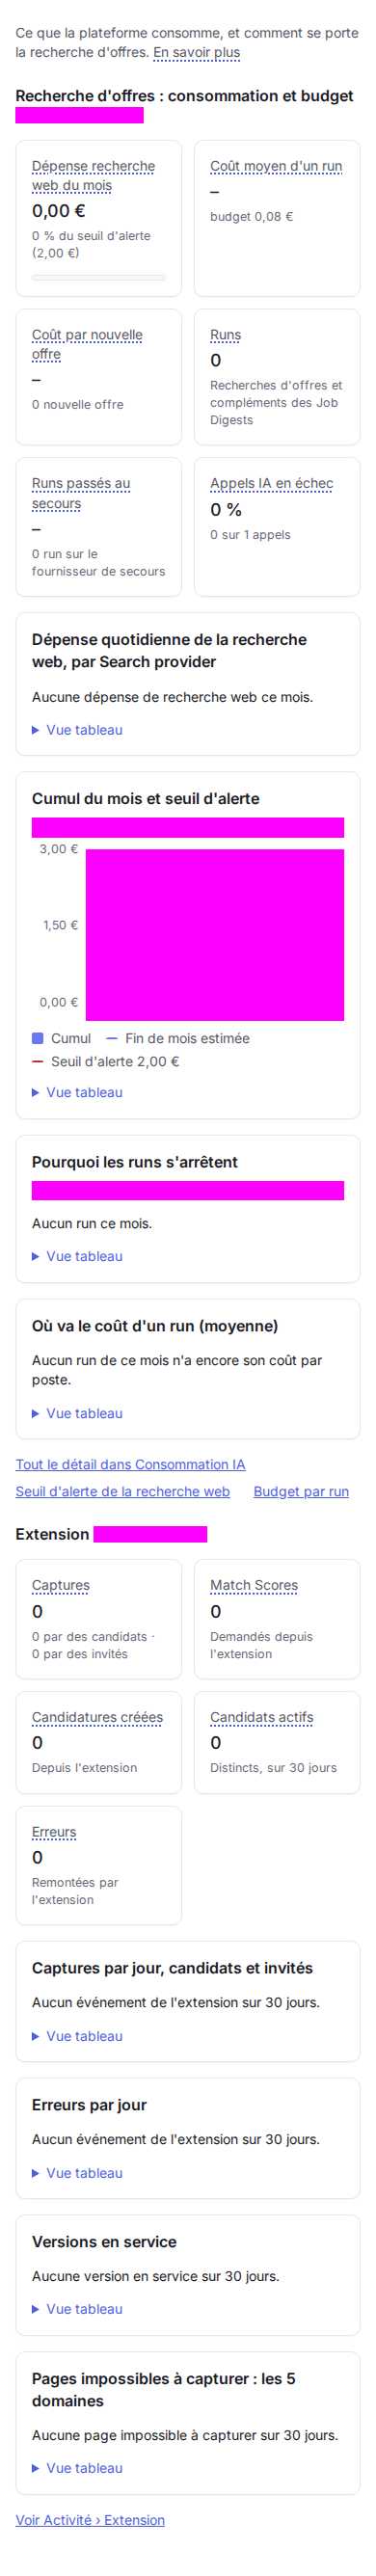 Ce que la plateforme consomme, et comment se porte
la recherche d'offres. En savoir plus
Recherche d'offres : consommation et budget
Dépense recherche
web du mois
0,00 €
0 % du seuil d'alerte
(2,00 €)
Coût moyen d'un run
–
budget 0,08 €
Coût par nouvelle
offre
–
0 nouvelle offre
Runs
0
Recherches d'offres et
compléments des Job
Digests
Runs passés au
secours
–
0 run sur le
fournisseur de secours
Appels IA en échec
0 %
0 sur 1 appels
Dépense quotidienne de la recherche
web, par Search provider
Aucune dépense de recherche web ce mois.
Vue tableau
Cumul du mois et seuil d'alerte
3,00 €
1,50 €
0,00 €
Cumul
Fin de mois estimée
Seuil d'alerte 2,00 €
Vue tableau
Pourquoi les runs s'arrêtent
Aucun run ce mois.
Vue tableau
Où va le coût d'un run (moyenne)
Aucun run de ce mois n'a encore son coût par
poste.
Vue tableau
Tout le détail dans Consommation IA
Seuil d'alerte de la recherche web
Budget par run
Extension
Captures
0
0 par des candidats ·
0 par des invités
Match Scores
0
Demandés depuis
l'extension
Candidatures créées
0
Depuis l'extension
Candidats actifs
0
Distincts, sur 30 jours
Erreurs
0
Remontées par
l'extension
Captures par jour, candidats et invités
Aucun événement de l'extension sur 30 jours.
Vue tableau
Erreurs par jour
Aucun événement de l'extension sur 30 jours.
Vue tableau
Versions en service
Aucune version en service sur 30 jours.
Vue tableau
Pages impossibles à capturer : les 5
domaines
Aucune page impossible à capturer sur 30 jours.
Vue tableau
Voir Activité › Extension